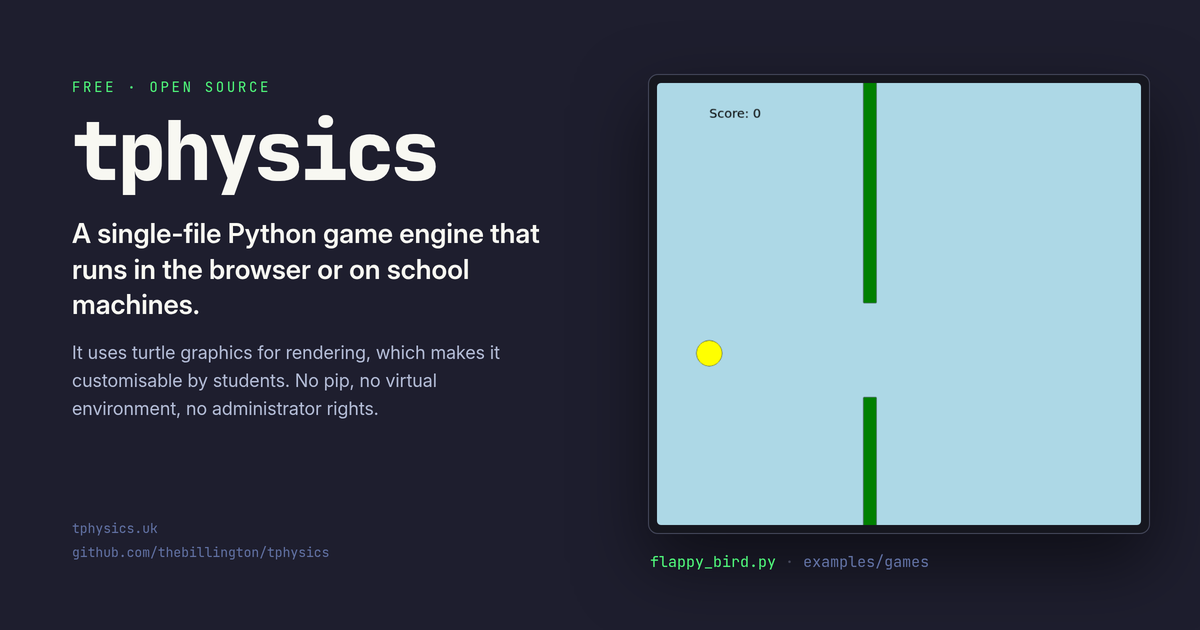 FREE · OPEN SOURCE
tphysics
A single-file Python game engine that
runs in the browser or on school
machines.
It uses turtle graphics for rendering, which makes it
customisable by students. No pip, no virtual
environment, no administrator rights.
tphysics.uk
github.com/thebillington/tphysics
Score: 0
flappy_bird.py · examples/games